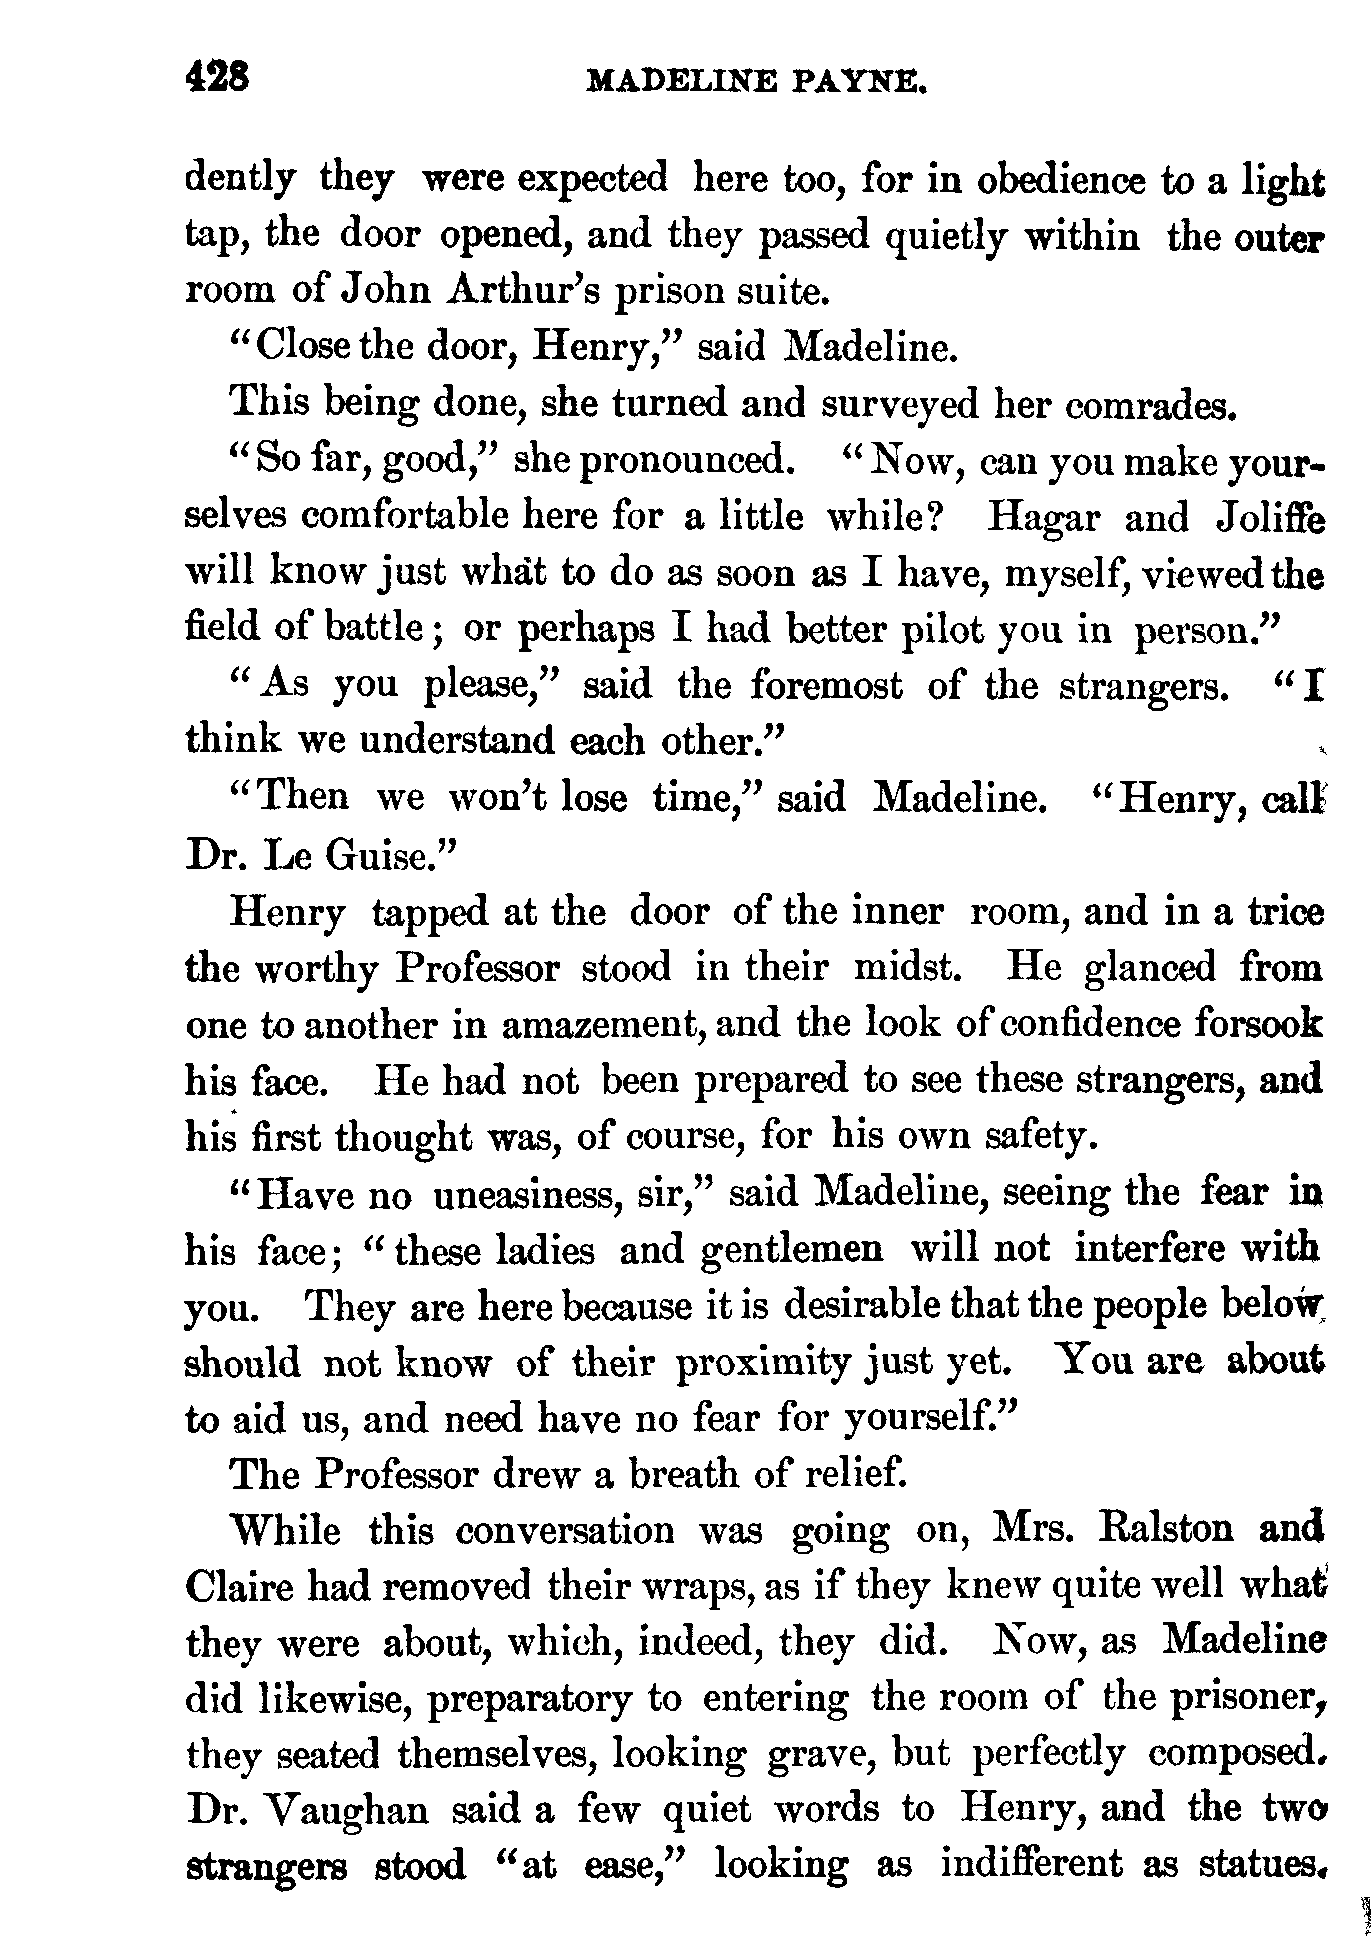 428 MADELINE PAYNE.
dently they were expected here too, for in obedience to a light
tap, the door opened, and they passed quietly within the outer
room of John Arthur's prison suite.
“Close the door, Henry,” said Madeline.
This being done, she turned and surveyed her comrades.
“So far, good,” she pronounced. “Now, can you make your-
selves comfortable here for a little while? Hagar and Joliffe
will know just what to do as soon as I have, myself, viewed the
field of battle; or perhaps I had better pilot you in person.”
“As you please,” said the foremost of the strangers. “I
think we understand each other.”
“Then we won't lose time,” said Madeline. “Henry, call
Dr. Le Guise.”
Henry tapped at the door of the inner room, and in a trice
the worthy Professor stood in their midst. He glanced from
one to another in amazement, and the look of confidence forsook
his face. He had not been prepared to see these strangers, and
his first thought was, of course, for his own safety.
“Have no uneasiness, sir,” said Madeline, seeing the fear in
his face; “these ladies and gentlemen will not interfere with
you. They are here because it is desirable that the people below
should not know of their proximity just yet. You are about
to aid us, and need have no fear for yourself.”
The Professor drew a breath of relief.
While this conversation was going on, Mrs. Ralston and
Claire had removed their wraps, as if they knew quite well what
they were about, which, indeed, they did. Now, as Madeline
did likewise, preparatory to entering the room of the prisoner,
they seated themselves, looking grave, but perfectly composed.
Dr. Vaughan said a few quiet words to Henry, and the two
strangers stood “at ease,” looking as indifferent as statues.